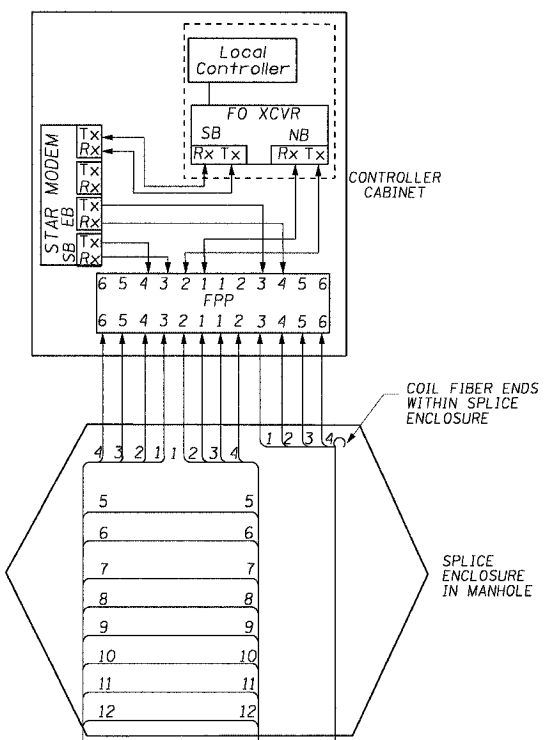 Local
Controller
FO XCVR
SB NB
Rx Tx Rx Tx
CONTROLLER
CABINET
STAR MODEM
Tx
Rx
Tx
Rx
EB
Tx
Rx
SB
Tx
Rx
6 5 4 3 2 1 1 2 3 4 5 6
FPP
6 5 4 3 2 1 1 2 3 4 5 6
COIL FIBER ENDS
WITHIN SPLICE
ENCLOSURE
4 3 2 1 1 2 3 4 1 2 3 4
5 5
6 6
7 7
8 8
9 9
10 10
11 11
12 12
SPLICE
ENCLOSURE
IN MANHOLE